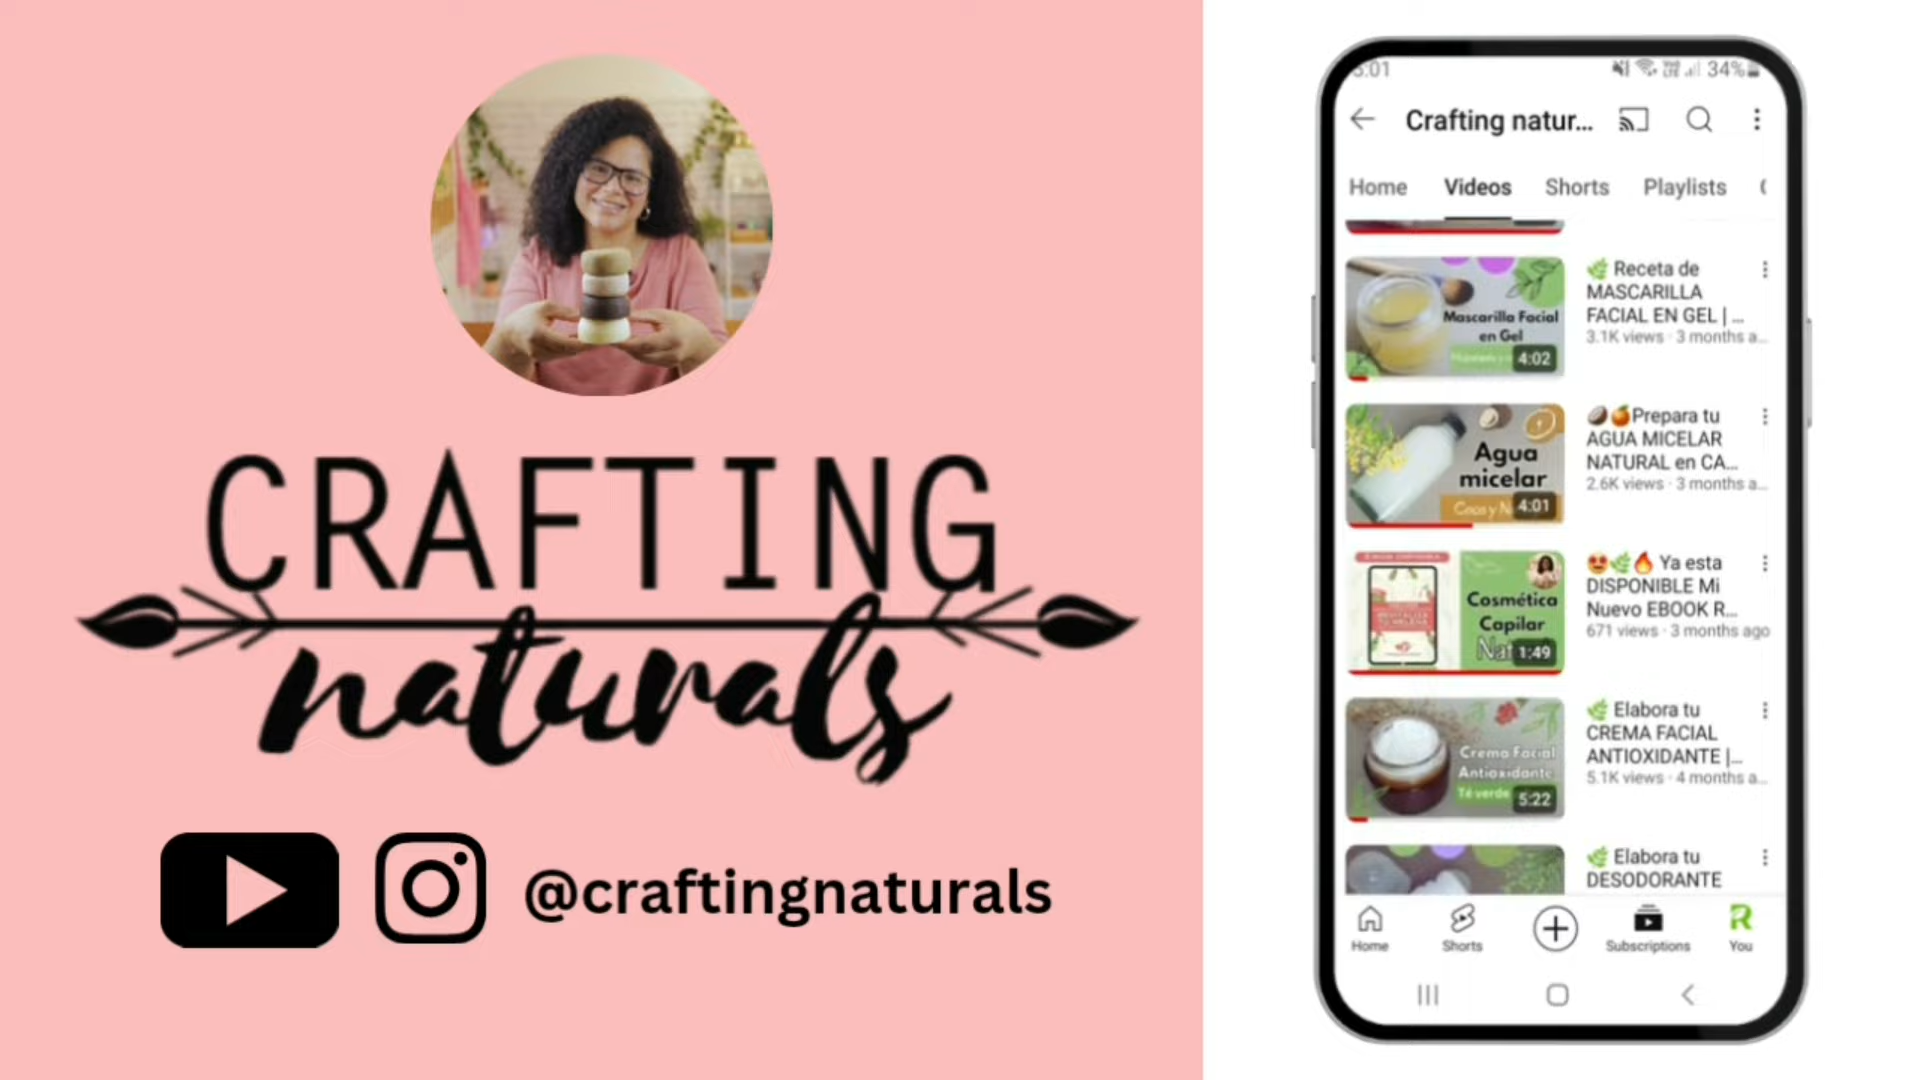 CRAFTING
naturals
@craftingnaturals
34%
Crafting natur...
Home Videos Shorts Playlists
Mascarilla Facial
en Gel
4:02
🌿 Receta de
MASCARILLA
FACIAL EN GEL | ...
3.1K views · 3 months a...
Agua
micelar
4:01
🥥🍊Prepara tu
AGUA MICELAR
NATURAL en CA...
2.6K views · 3 months a...
Cosmética
Capilar
Nat
1:49
😍🌿🔥 Ya esta
DISPONIBLE Mi
Nuevo EBOOK R...
671 views · 3 months ago
Crema Facial
Antioxidante
Té verde
5:22
🌿 Elabora tu
CREMA FACIAL
ANTIOXIDANTE |...
5.1K views · 4 months a...
🌿 Elabora tu
DESODORANTE
Home Shorts Subscriptions You